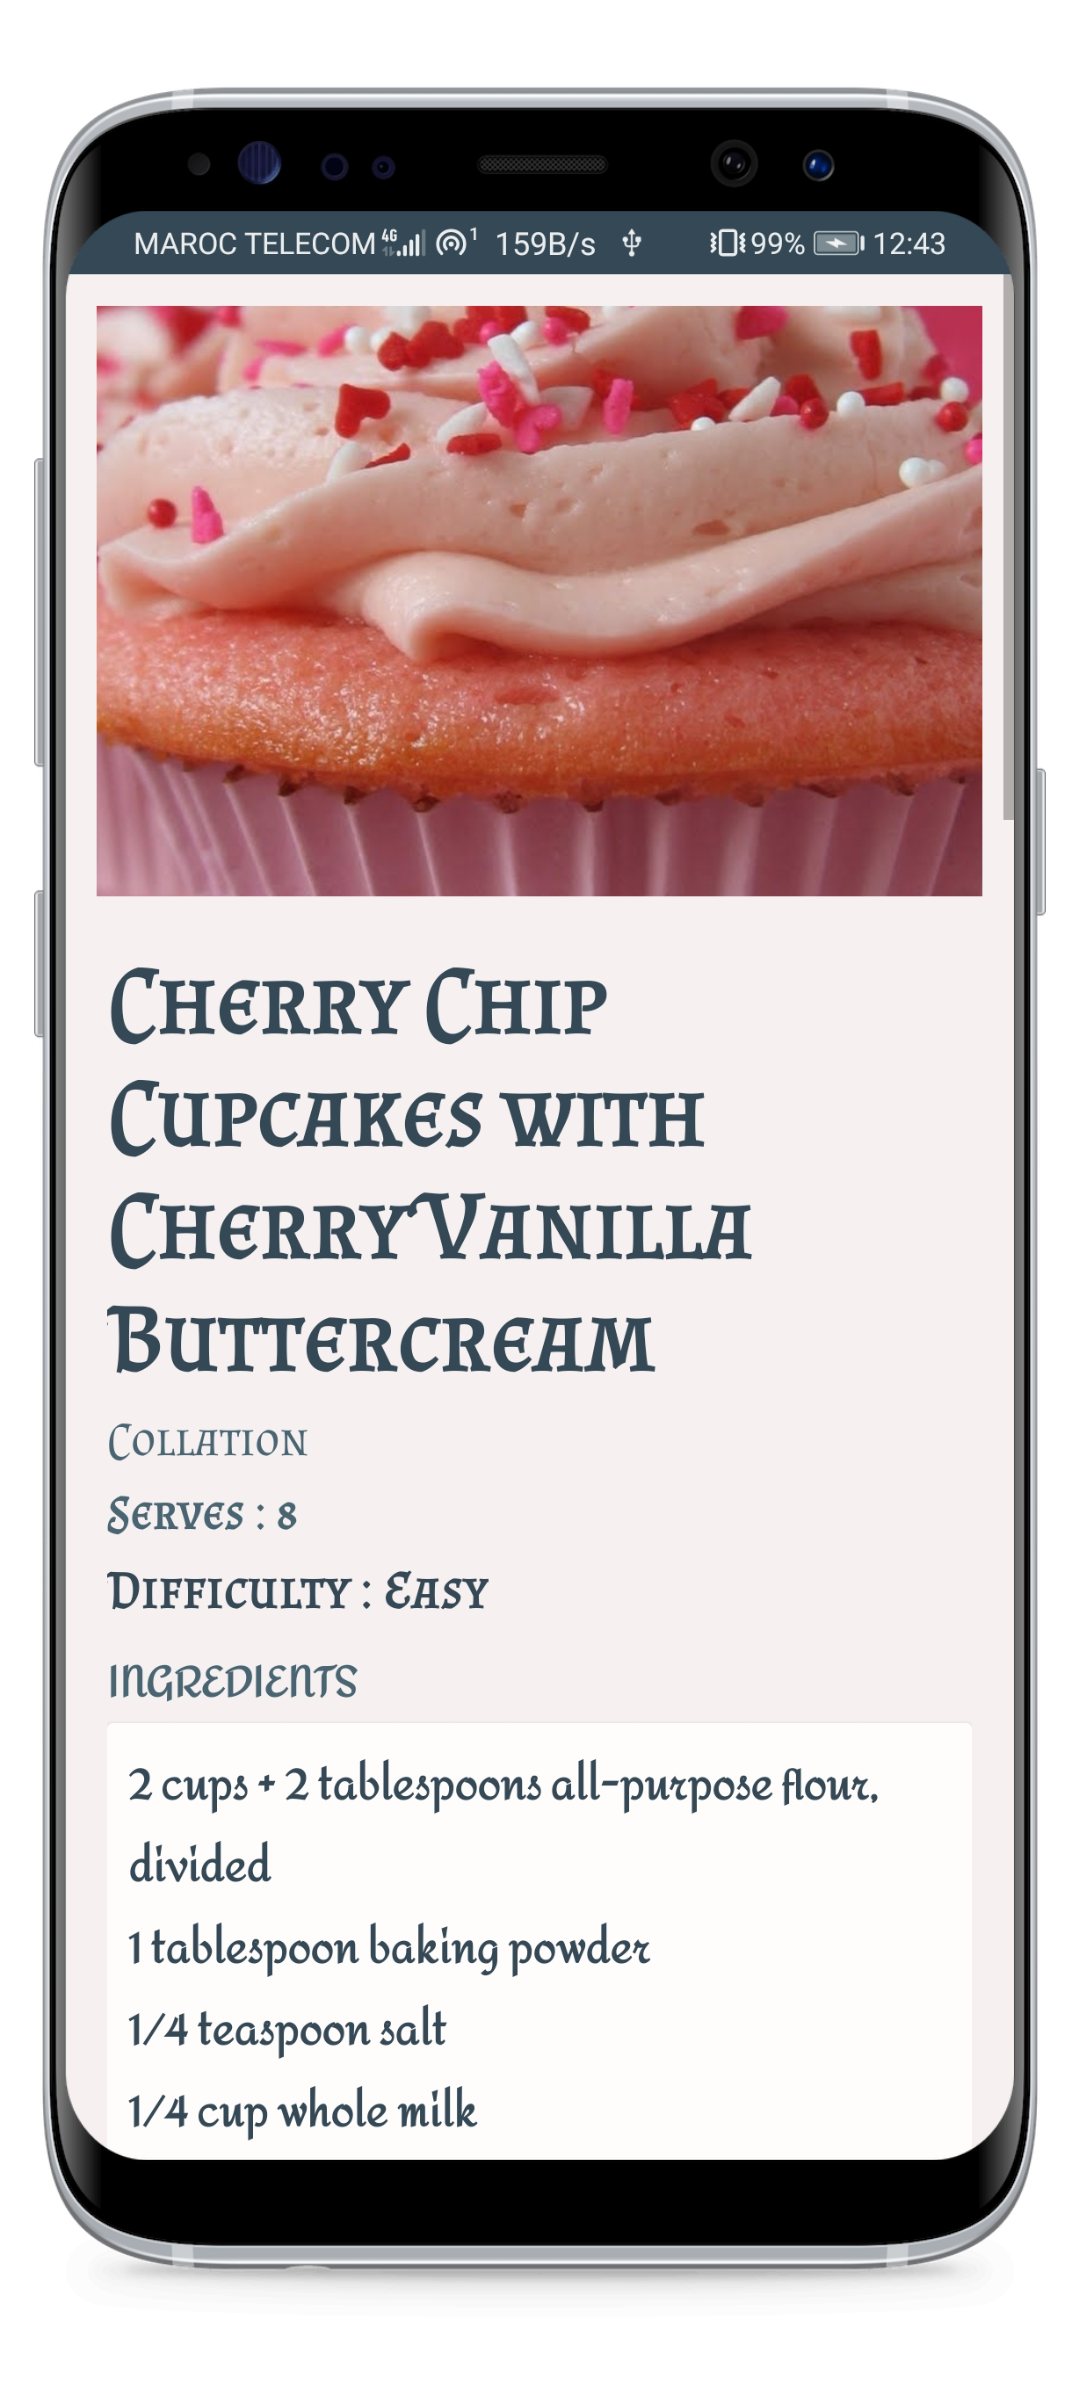 MAROC TELECOM 4G 1 159B/s 99% 12:43
Cherry Chip
Cupcakes with
Cherry Vanilla
Buttercream
Collation
Serves : 8
Difficulty : Easy
INGREDIENTS
2 cups + 2 tablespoons all-purpose flour,
divided
1 tablespoon baking powder
1/4 teaspoon salt
1/4 cup whole milk